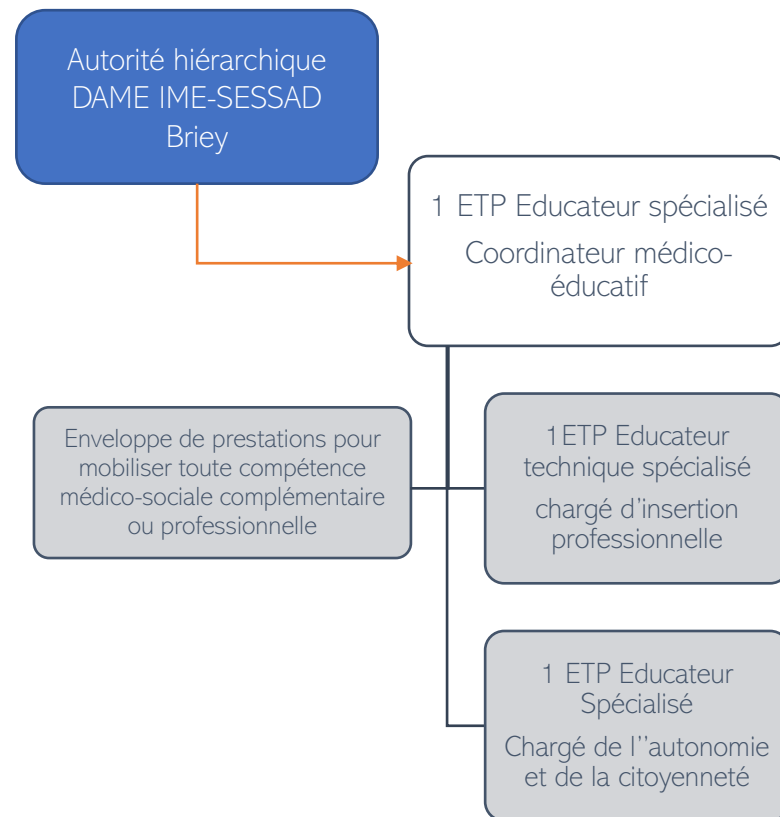 Autorité hiérarchique
DAME IME-SESSAD
Briey
1 ETP Educateur spécialisé
Coordinateur médico-
éducatif
Enveloppe de prestations pour
mobiliser toute compétence
médico-sociale complémentaire
ou professionnelle
1ETP Educateur
technique spécialisé
chargé d’insertion
professionnelle
1 ETP Educateur
Spécialisé
Chargé de l’'autonomie
et de la citoyenneté